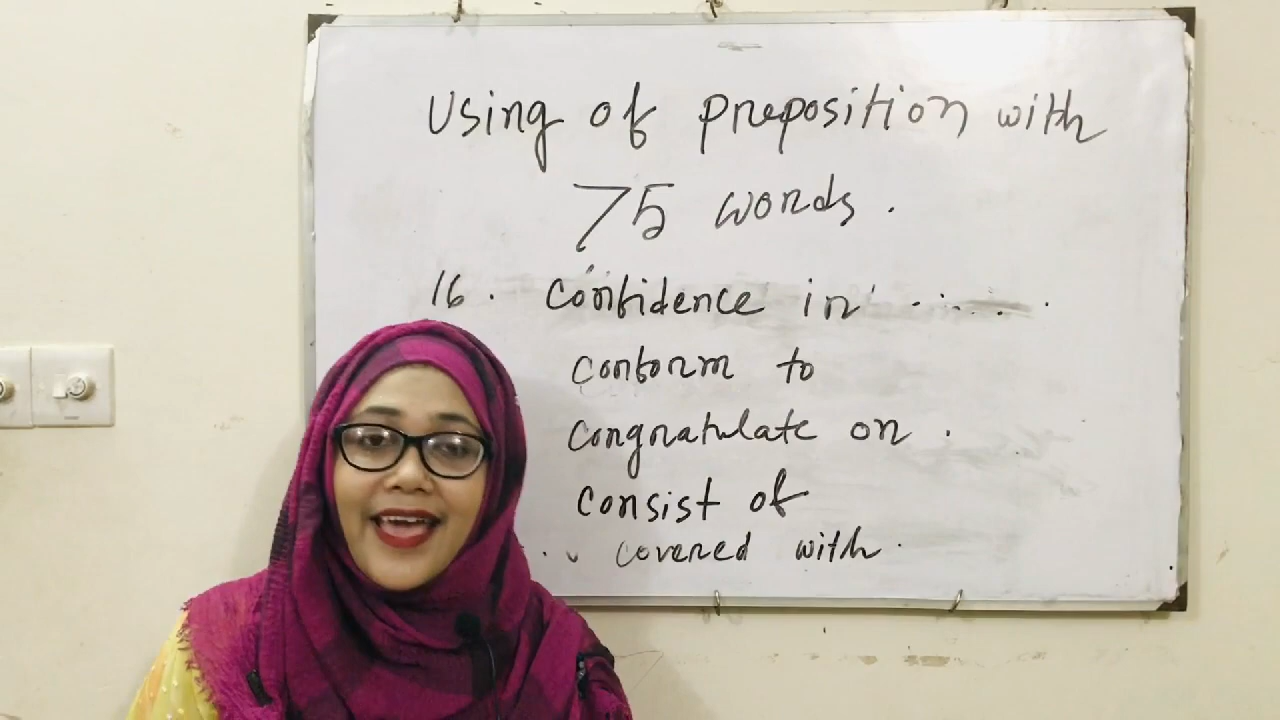 Using of preposition with
75 words.
16. Confidence in .....
conform to
congratulate on.
consist of
covered with.